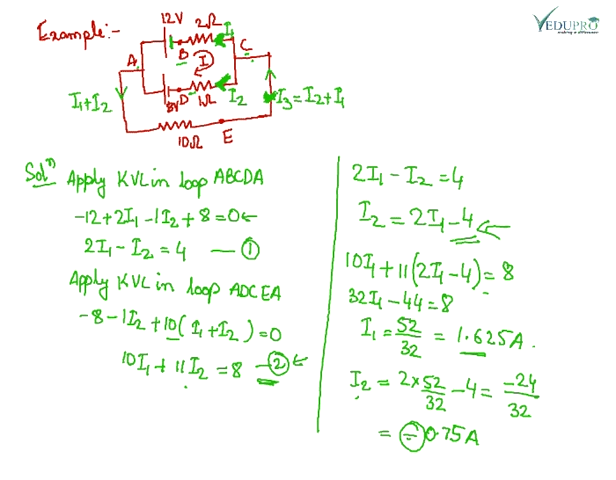 VEDUPRO
making a difference
Example:-
12V
2Ω
I₁
B
A
I
C
8V
D
1Ω
I₂
I₁+I₂
I₃=I₂+I₁
10Ω
E
Solⁿ) Apply KVL in loop ABCDA
-12+2I₁-1I₂+8=0←
2I₁-I₂=4 — ①
Apply KVL in loop ADCEA
-8-1I₂+10(I₁+I₂)=0
10I₁+11I₂=8 —②←
2I₁-I₂=4
I₂=2I₁-4
10I₁+11(2I₁-4)=8
32I₁-44=8
I₁=52/32=1.625A.
I₂=2×52/32-4=-24/32
=-0.75A